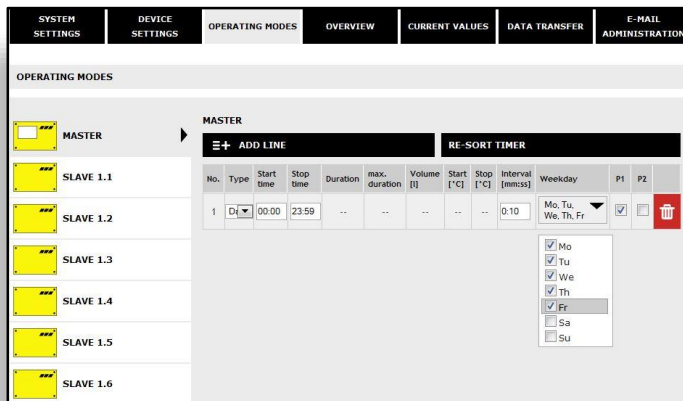 SYSTEM SETTINGS
DEVICE SETTINGS
OPERATING MODES
OVERVIEW
CURRENT VALUES
DATA TRANSFER
E-MAIL ADMINISTRATION
OPERATING MODES
MASTER
SLAVE 1.1
SLAVE 1.2
SLAVE 1.3
SLAVE 1.4
SLAVE 1.5
SLAVE 1.6
MASTER
ADD LINE
RE-SORT TIMER
No. Type Start time Stop time Duration max. duration Volume [l] Start [°C] Stop [°C] Interval [mm:ss] Weekday P1 P2
1 Da 00:00 23:59 -- -- -- -- -- 0:10 Mo, Tu, We, Th, Fr
Mo
Tu
We
Th
Fr
Sa
Su